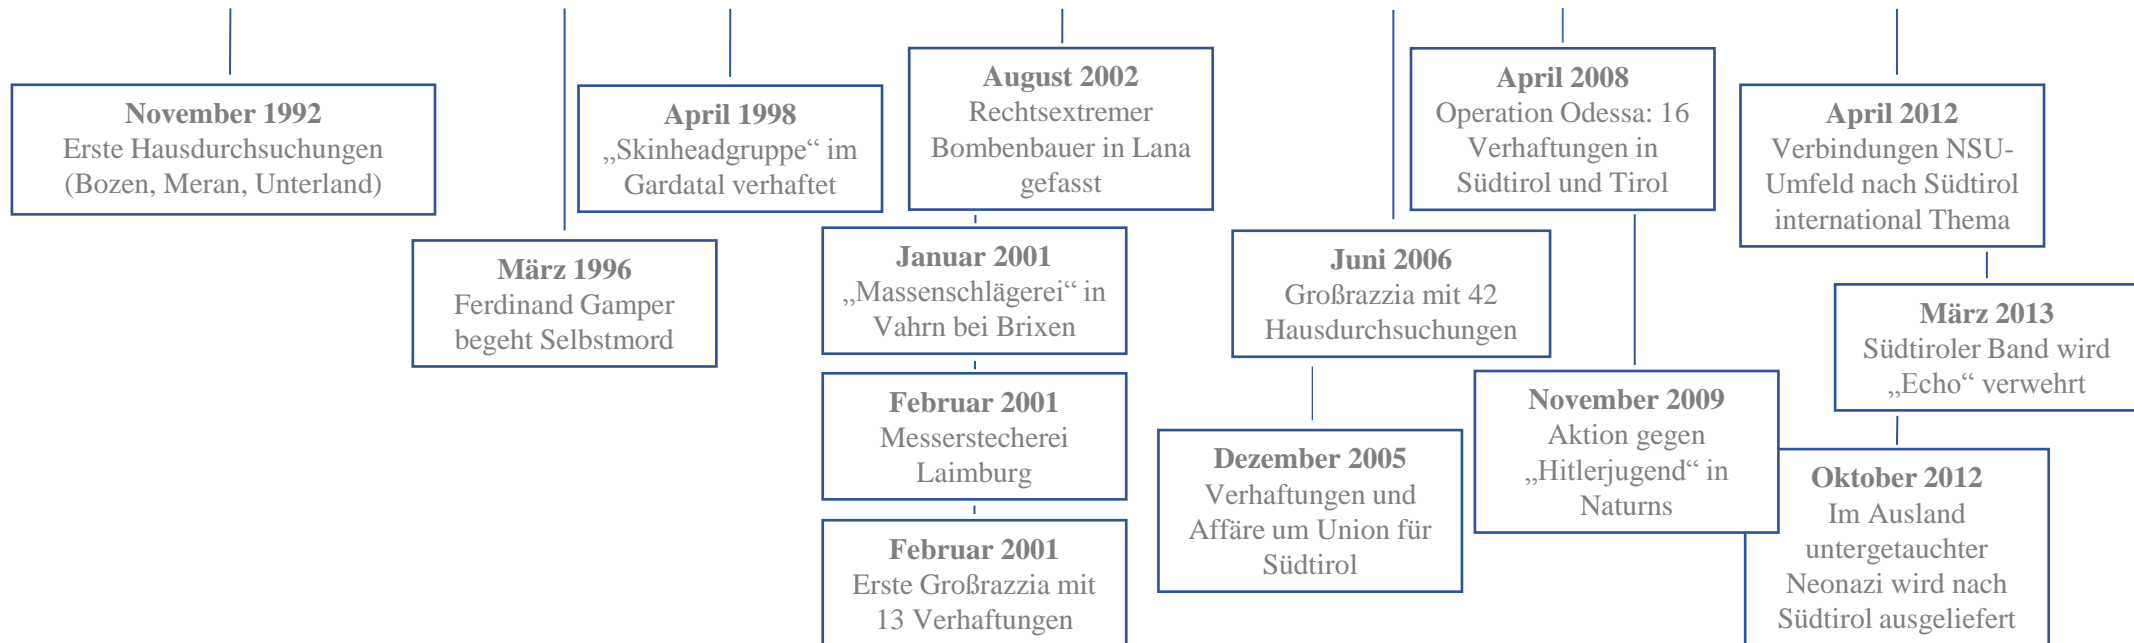 November 1992
Erste Hausdurchsuchungen
(Bozen, Meran, Unterland)
März 1996
Ferdinand Gamper
begeht Selbstmord
April 1998
„Skinheadgruppe“ im
Gardatal verhaftet
August 2002
Rechtsextremer
Bombenbauer in Lana
gefasst
Januar 2001
„Massenschlägerei“ in
Vahrn bei Brixen
Februar 2001
Messerstecherei
Laimburg
Februar 2001
Erste Großrazzia mit
13 Verhaftungen
Juni 2006
Großrazzia mit 42
Hausdurchsuchungen
Dezember 2005
Verhaftungen und
Affäre um Union für
Südtirol
April 2008
Operation Odessa: 16
Verhaftungen in
Südtirol und Tirol
November 2009
Aktion gegen
„Hitlerjugend“ in
Naturns
April 2012
Verbindungen NSU-
Umfeld nach Südtirol
international Thema
März 2013
Südtiroler Band wird
„Echo“ verwehrt
Oktober 2012
Im Ausland
untergetauchter
Neonazi wird nach
Südtirol ausgeliefert